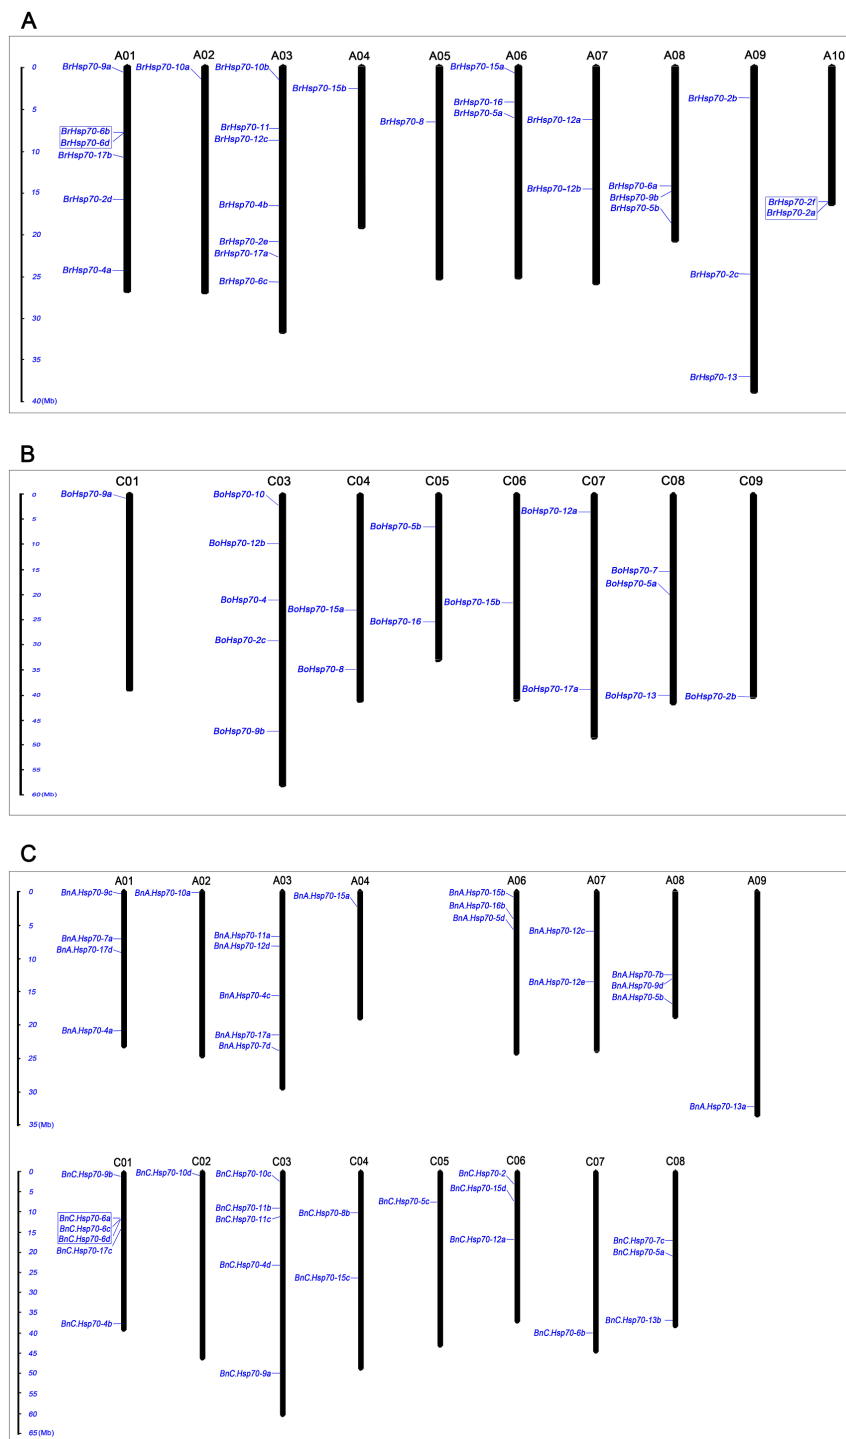 A
A01 A02 A03 A04 A05 A06 A07 A08 A09 A10
0
5
10
15
20
25
30
35
40(Mb)
BrHsp70-9a
BrHsp70-6b
BrHsp70-6d
BrHsp70-17b
BrHsp70-2d
BrHsp70-4a
BrHsp70-10a
BrHsp70-10b
BrHsp70-11
BrHsp70-12c
BrHsp70-4b
BrHsp70-2e
BrHsp70-17a
BrHsp70-6c
BrHsp70-15b
BrHsp70-8
BrHsp70-15a
BrHsp70-16
BrHsp70-5a
BrHsp70-12a
BrHsp70-12b
BrHsp70-6a
BrHsp70-9b
BrHsp70-5b
BrHsp70-2b
BrHsp70-2c
BrHsp70-13
BrHsp70-2f
BrHsp70-2a
B
C01 C03 C04 C05 C06 C07 C08 C09
0
5
10
15
20
25
30
35
40
45
50
55
60(Mb)
BoHsp70-9a
BoHsp70-10
BoHsp70-12b
BoHsp70-4
BoHsp70-2c
BoHsp70-9b
BoHsp70-15a
BoHsp70-8
BoHsp70-5b
BoHsp70-16
BoHsp70-15b
BoHsp70-12a
BoHsp70-17a
BoHsp70-7
BoHsp70-5a
BoHsp70-13
BoHsp70-2b
C
A01 A02 A03 A04 A06 A07 A08 A09
0
5
10
15
20
25
30
35(Mb)
BnA.Hsp70-9c
BnA.Hsp70-7a
BnA.Hsp70-17d
BnA.Hsp70-4a
BnA.Hsp70-10a
BnA.Hsp70-11a
BnA.Hsp70-12d
BnA.Hsp70-4c
BnA.Hsp70-17a
BnA.Hsp70-7d
BnA.Hsp70-15a
BnA.Hsp70-15b
BnA.Hsp70-16b
BnA.Hsp70-5d
BnA.Hsp70-12c
BnA.Hsp70-12e
BnA.Hsp70-7b
BnA.Hsp70-9d
BnA.Hsp70-5b
BnA.Hsp70-13a
C01 C02 C03 C04 C05 C06 C07 C08
0
5
10
15
20
25
30
35
40
45
50
55
60
65(Mb)
BnC.Hsp70-9b
BnC.Hsp70-6a
BnC.Hsp70-6c
BnC.Hsp70-6d
BnC.Hsp70-17c
BnC.Hsp70-4b
BnC.Hsp70-10d
BnC.Hsp70-10c
BnC.Hsp70-11b
BnC.Hsp70-11c
BnC.Hsp70-4d
BnC.Hsp70-9a
BnC.Hsp70-8b
BnC.Hsp70-15c
BnC.Hsp70-5c
BnC.Hsp70-2
BnC.Hsp70-15d
BnC.Hsp70-12a
BnC.Hsp70-6b
BnC.Hsp70-7c
BnC.Hsp70-5a
BnC.Hsp70-13b